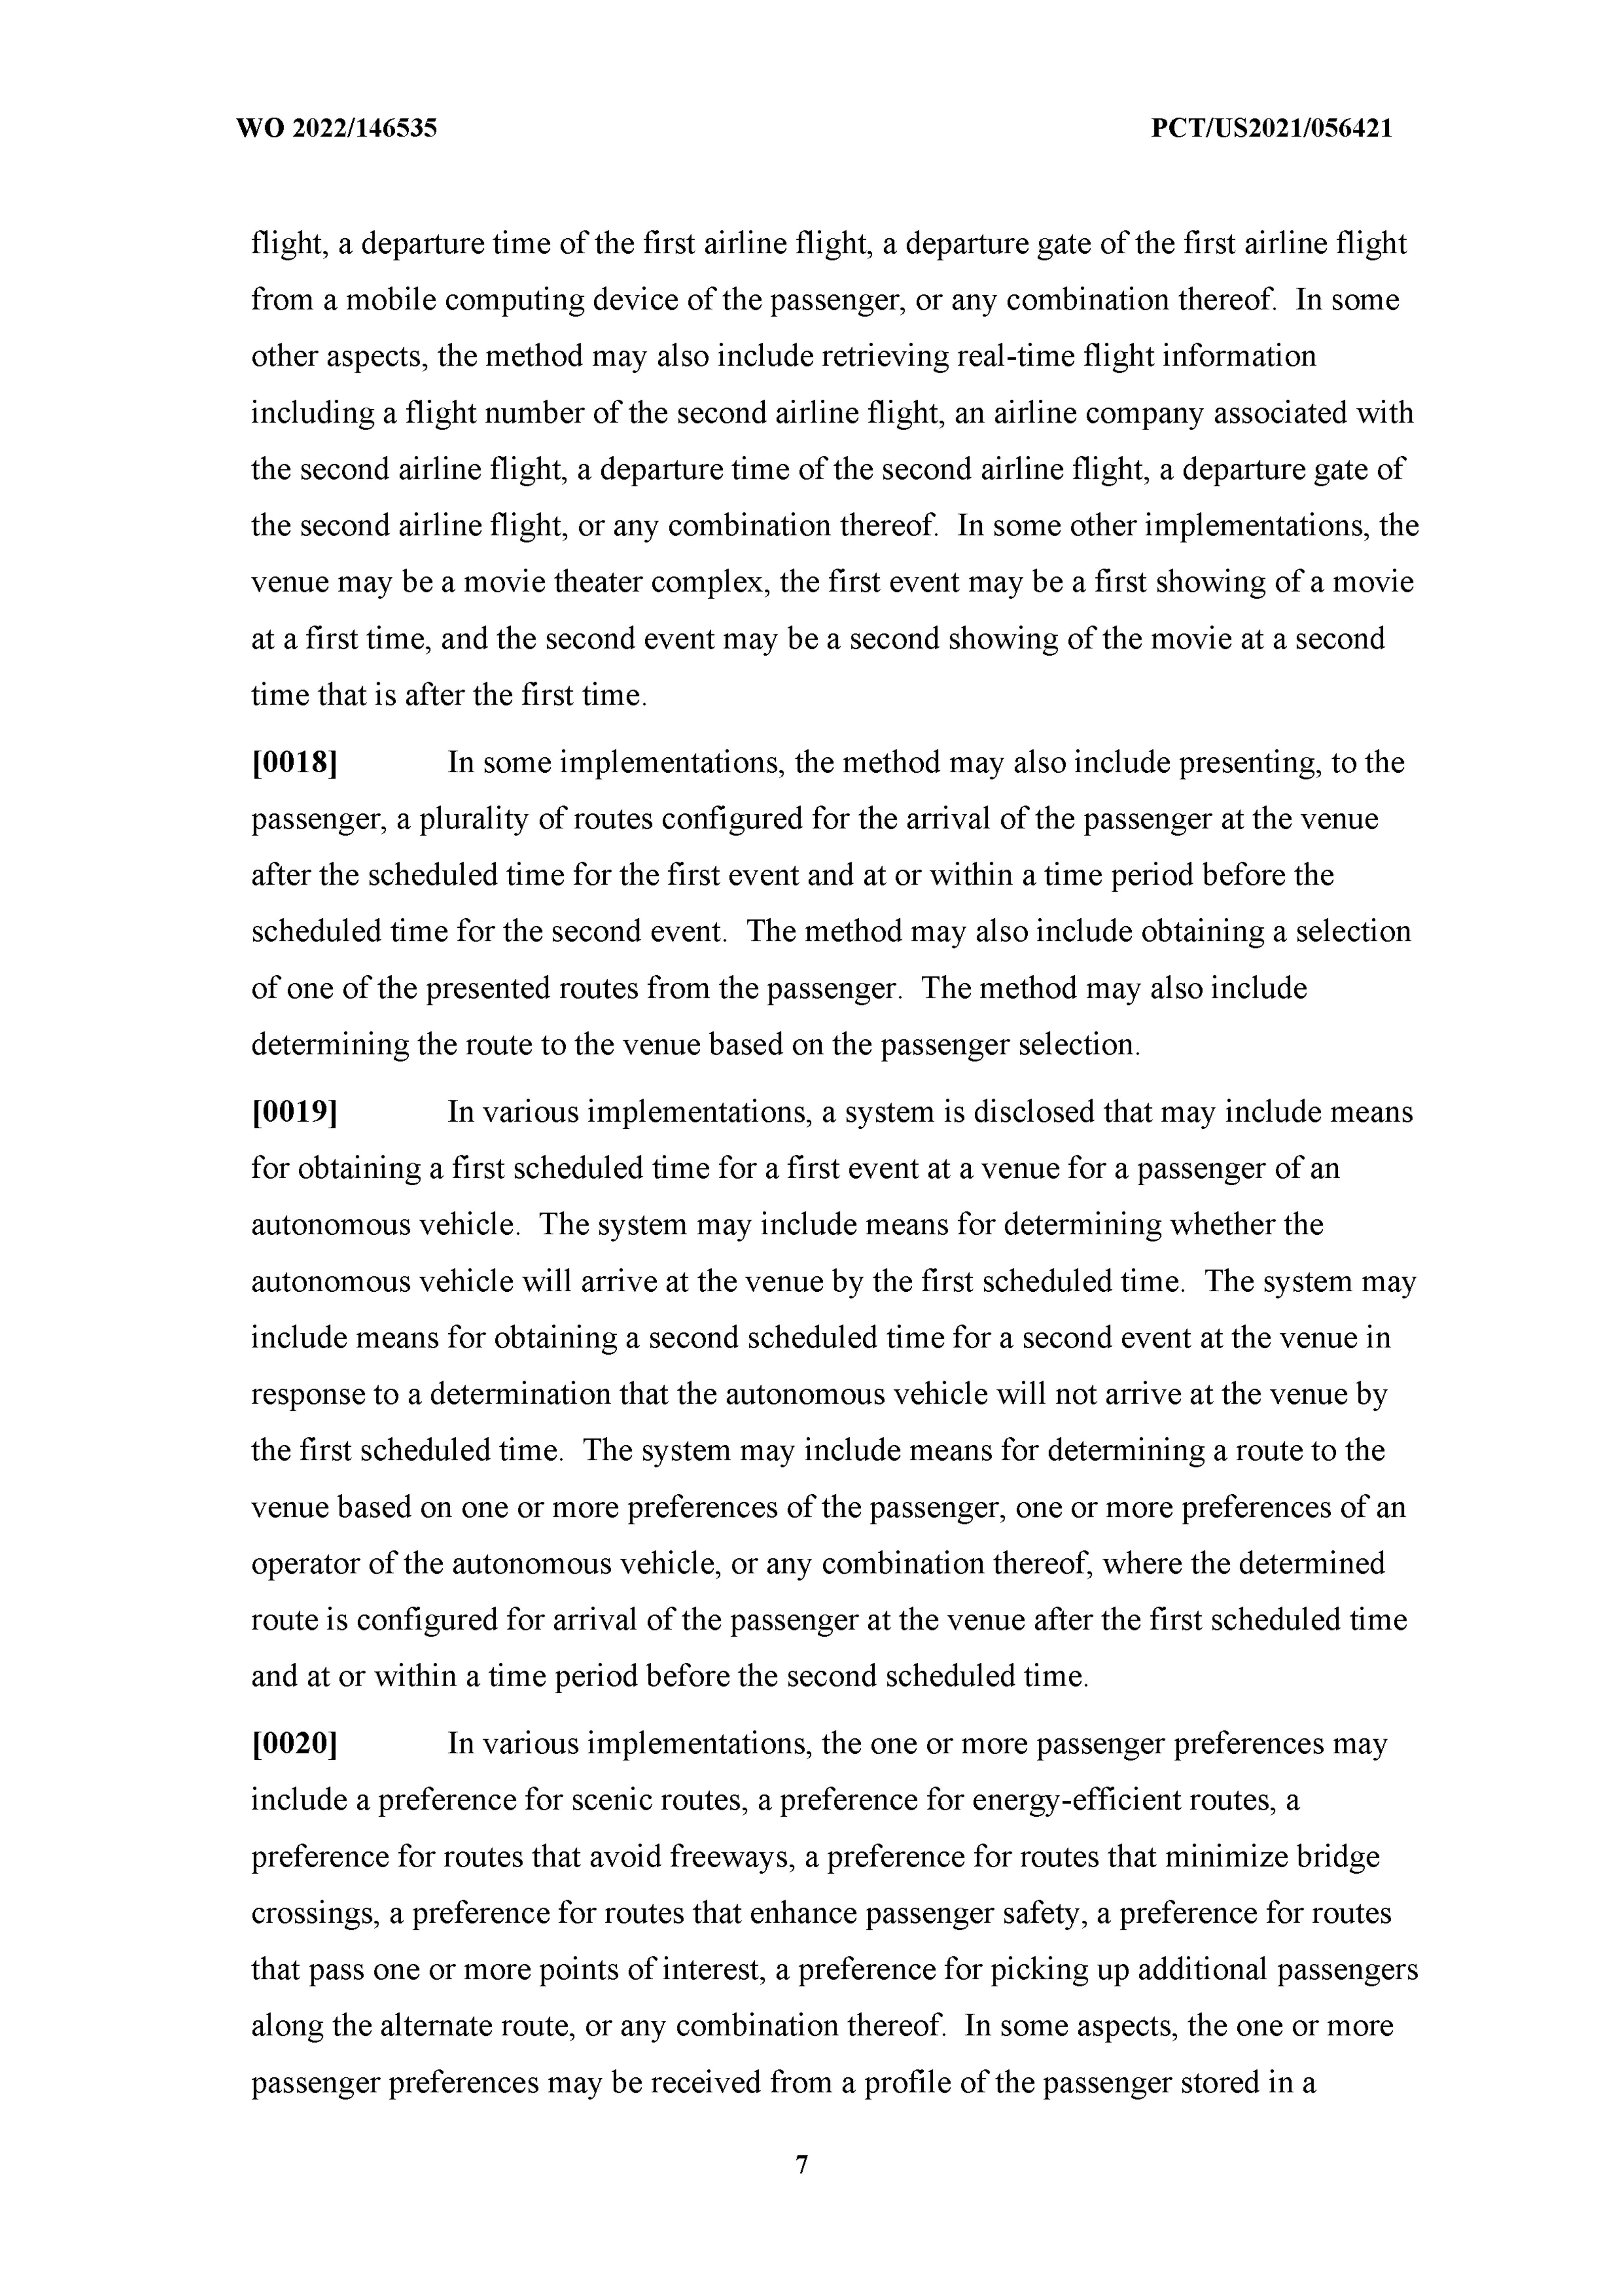 WO 2022/146535 PCT/US2021/056421
flight, a departure time of the first airline flight, a departure gate of the first airline flight
from a mobile computing device of the passenger, or any combination thereof.  In some
other aspects, the method may also include retrieving real-time flight information
including a flight number of the second airline flight, an airline company associated with
the second airline flight, a departure time of the second airline flight, a departure gate of
the second airline flight, or any combination thereof.  In some other implementations, the
venue may be a movie theater complex, the first event may be a first showing of a movie
at a first time, and the second event may be a second showing of the movie at a second
time that is after the first time.
[0018] In some implementations, the method may also include presenting, to the
passenger, a plurality of routes configured for the arrival of the passenger at the venue
after the scheduled time for the first event and at or within a time period before the
scheduled time for the second event.  The method may also include obtaining a selection
of one of the presented routes from the passenger.  The method may also include
determining the route to the venue based on the passenger selection.
[0019] In various implementations, a system is disclosed that may include means
for obtaining a first scheduled time for a first event at a venue for a passenger of an
autonomous vehicle.  The system may include means for determining whether the
autonomous vehicle will arrive at the venue by the first scheduled time.  The system may
include means for obtaining a second scheduled time for a second event at the venue in
response to a determination that the autonomous vehicle will not arrive at the venue by
the first scheduled time.  The system may include means for determining a route to the
venue based on one or more preferences of the passenger, one or more preferences of an
operator of the autonomous vehicle, or any combination thereof, where the determined
route is configured for arrival of the passenger at the venue after the first scheduled time
and at or within a time period before the second scheduled time.
[0020] In various implementations, the one or more passenger preferences may
include a preference for scenic routes, a preference for energy-efficient routes, a
preference for routes that avoid freeways, a preference for routes that minimize bridge
crossings, a preference for routes that enhance passenger safety, a preference for routes
that pass one or more points of interest, a preference for picking up additional passengers
along the alternate route, or any combination thereof.  In some aspects, the one or more
passenger preferences may be received from a profile of the passenger stored in a
7